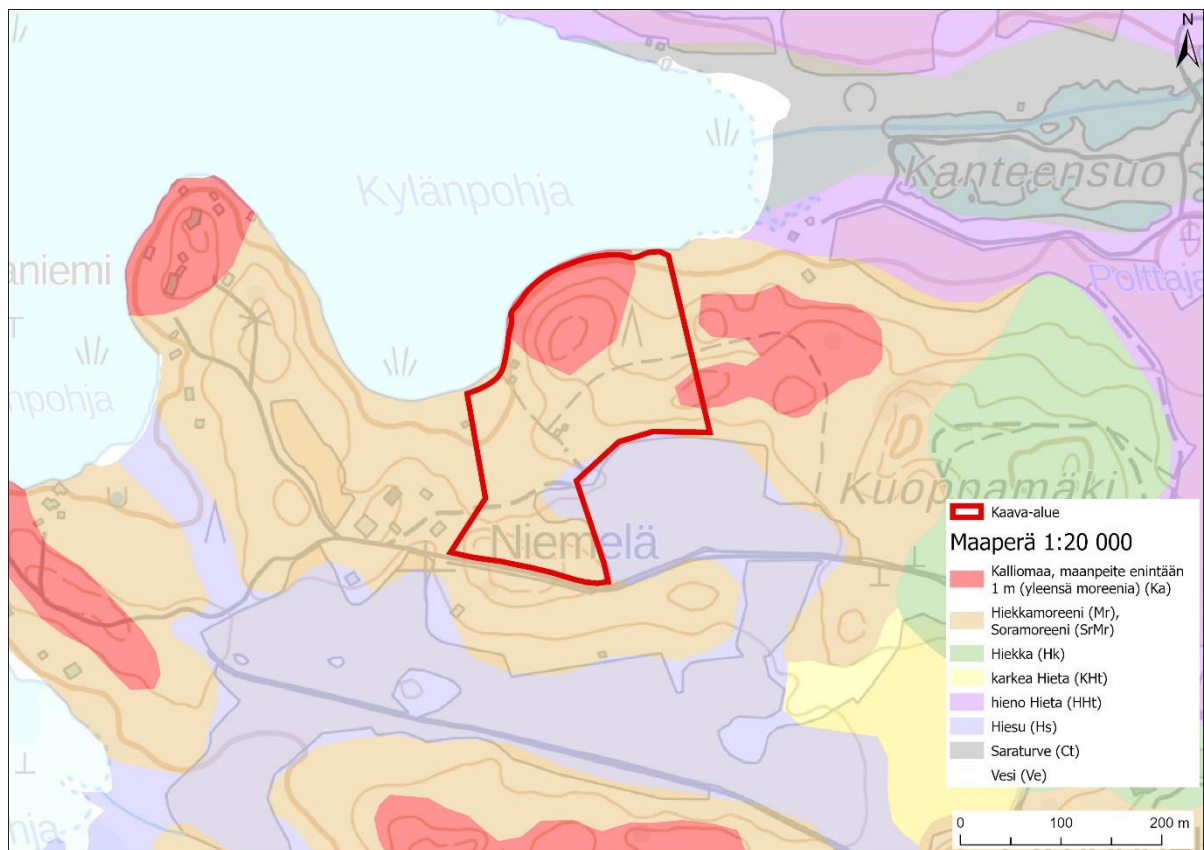 N
Kylänpohja
Kanteensuo
aniemi
Polttaja
npohja
Kuoppamäki
Niemelä
Kaava-alue
Maaperä 1:20 000
Kalliomaa, maanpeite enintään
1 m (yleensä moreenia) (Ka)
Hiekkamoreeni (Mr),
Soramoreeni (SrMr)
Hiekka (Hk)
karkea Hieta (KHt)
hieno Hieta (HHt)
Hiesu (Hs)
Saraturve (Ct)
Vesi (Ve)
0 100 200 m
nja